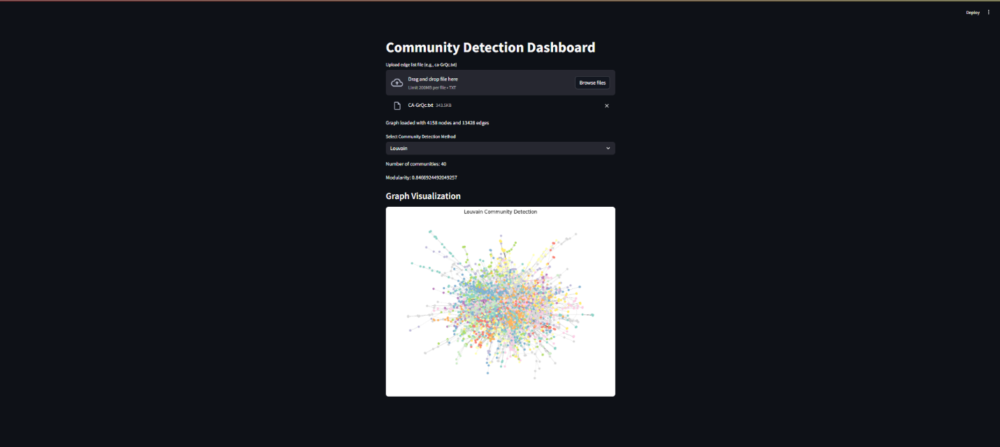 Deploy
Community Detection Dashboard
Upload edge list file (e.g., ca-GrQc.txt)
Drag and drop file here
Limit 200MB per file • TXT
Browse files
CA-GrQc.txt 343.5KB
Graph loaded with 4158 nodes and 13428 edges
Select Community Detection Method
Louvain
Number of communities: 40
Modularity: 0.8466924492049257
Graph Visualization
Louvain Community Detection